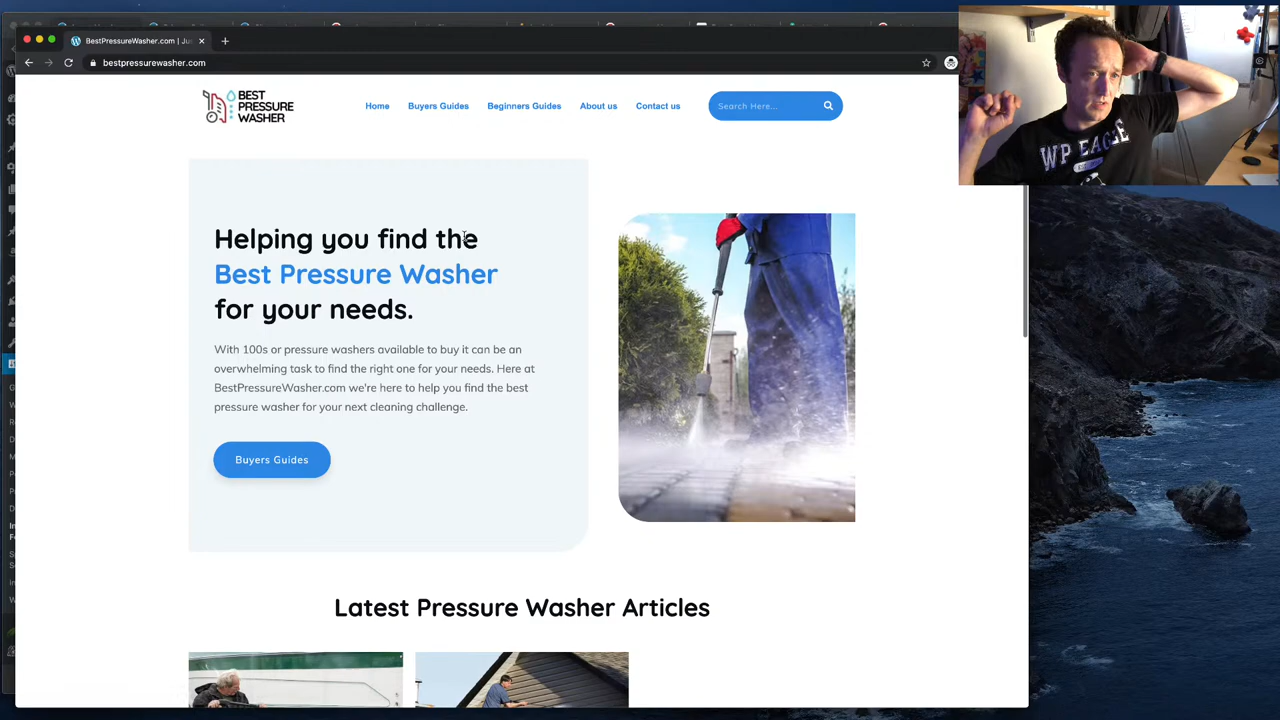 BestPressureWasher.com | Jus
bestpressurewasher.com
BEST
PRESSURE
WASHER
Home
Buyers Guides
Beginners Guides
About us
Contact us
Search Here...
WP EAGLE
Helping you find the
Best Pressure Washer
for your needs.
With 100s or pressure washers available to buy it can be an
overwhelming task to find the right one for your needs. Here at
BestPressureWasher.com we're here to help you find the best
pressure washer for your next cleaning challenge.
Buyers Guides
Latest Pressure Washer Articles